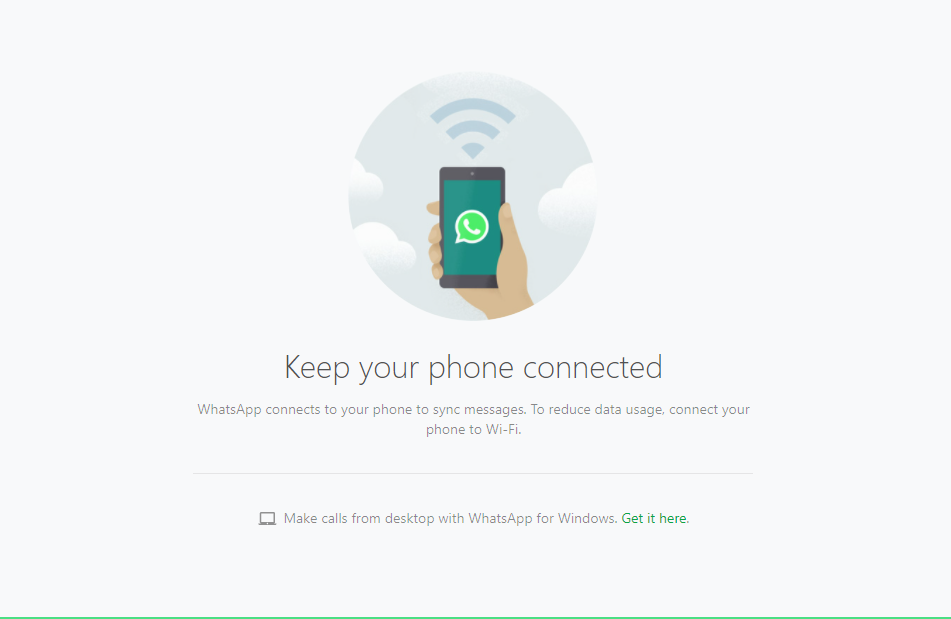 Keep your phone connected
WhatsApp connects to your phone to sync messages. To reduce data usage, connect your
phone to Wi-Fi.
Make calls from desktop with WhatsApp for Windows. Get it here.